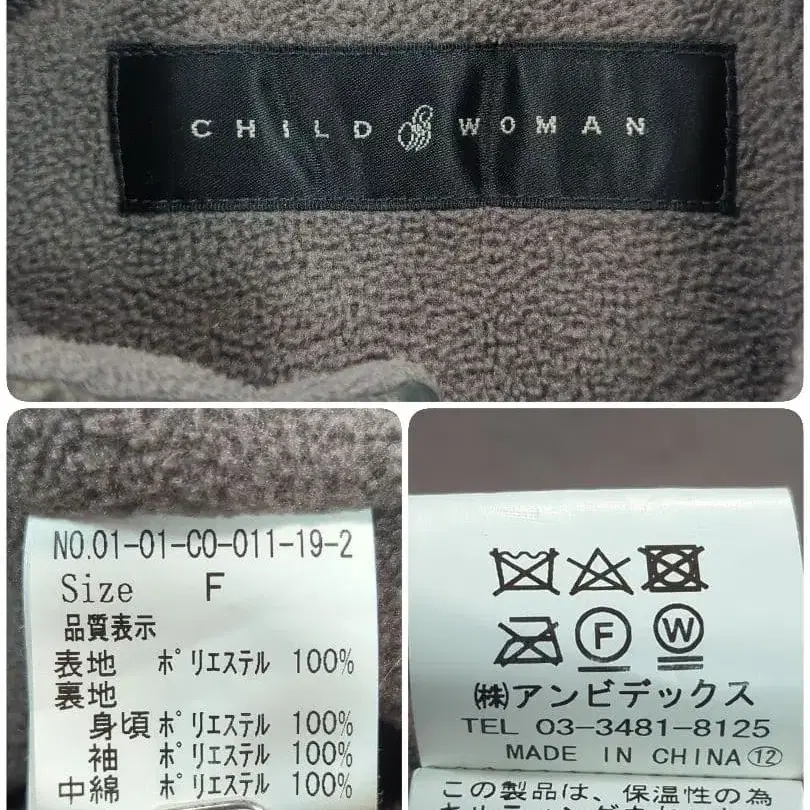 CHILD WOMAN
NO.01-01-CO-011-19-2
Size F
品質表示
表地 ポリエステル 100%
裏地
身頃 ポリエステル 100%
袖 ポリエステル 100%
中綿 ポリエステル 100%
F W
(株)アンビデックス
TEL 03-3481-8125
MADE IN CHINA ⑫
この製品は、保温性の為